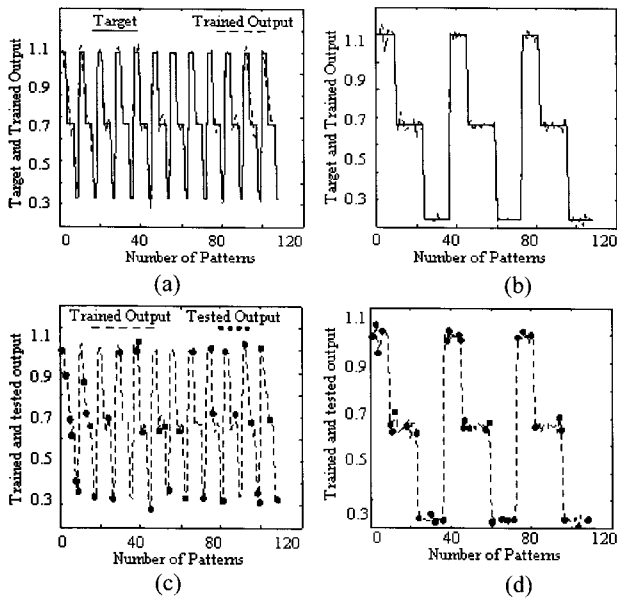 Target
Trained Output
Target and Trained Output
1.1
0.9
0.7
0.5
0.3
0
40
80
120
Number of Patterns
(a)
Target and Trained Output
1.1
0.9
0.7
0.5
0.3
0
40
80
120
Number of Patterns
(b)
Trained Output
Tested Output
Trained and tested output
1.1
0.9
0.7
0.5
0.3
0
40
80
120
Number of Patterns
(c)
Trained and tested output
1.1
0.9
0.7
0.5
0.3
0
40
80
120
Number of Patterns
(d)